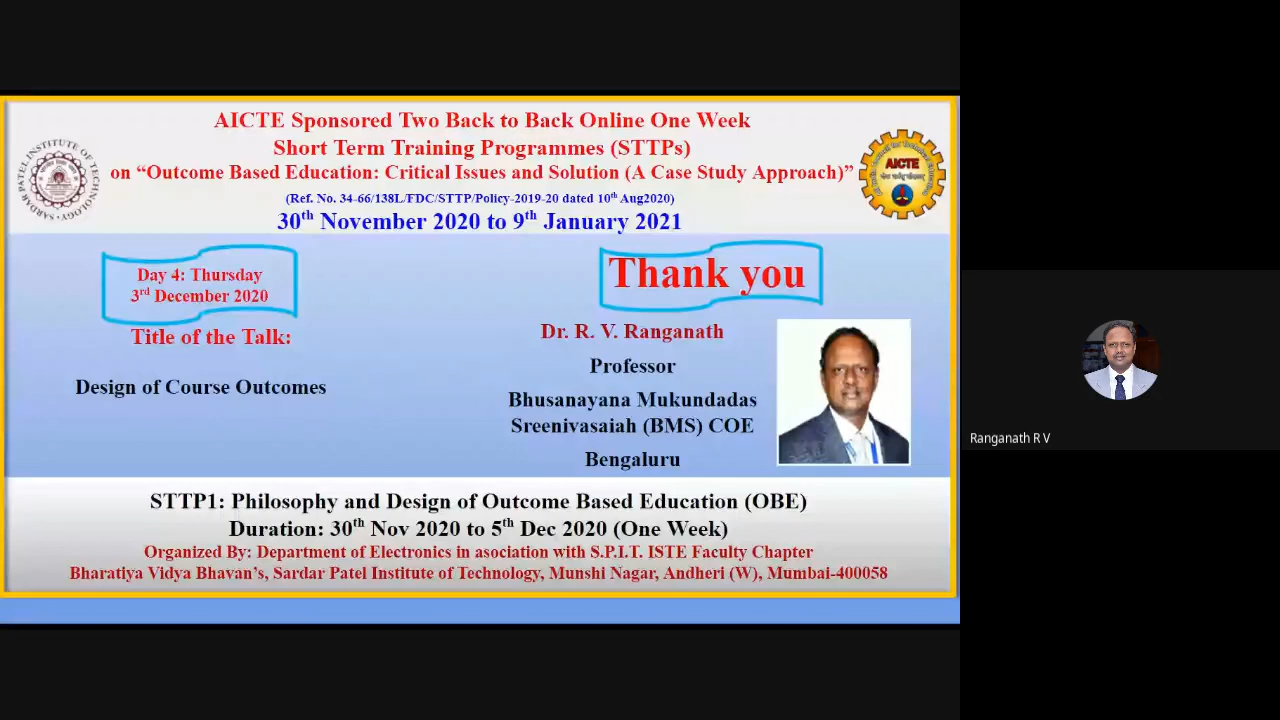 AICTE Sponsored Two Back to Back Online One Week
Short Term Training Programmes (STTPs)
on “Outcome Based Education: Critical Issues and Solution (A Case Study Approach)”
(Ref. No. 34-66/138L/FDC/STTP/Policy-2019-20 dated 10th Aug2020)
30th November 2020 to 9th January 2021
SARDAR PATEL INSTITUTE OF TECHNOLOGY
AICTE
Day 4: Thursday
3rd December 2020
Title of the Talk:
Design of Course Outcomes
Thank you
Dr. R. V. Ranganath
Professor
Bhusanayana Mukundadas
Sreenivasaiah (BMS) COE
Bengaluru
STTP1: Philosophy and Design of Outcome Based Education (OBE)
Duration: 30th Nov 2020 to 5th Dec 2020 (One Week)
Organized By: Department of Electronics in asociation with S.P.I.T. ISTE Faculty Chapter
Bharatiya Vidya Bhavan’s, Sardar Patel Institute of Technology, Munshi Nagar, Andheri (W), Mumbai-400058
Ranganath R V